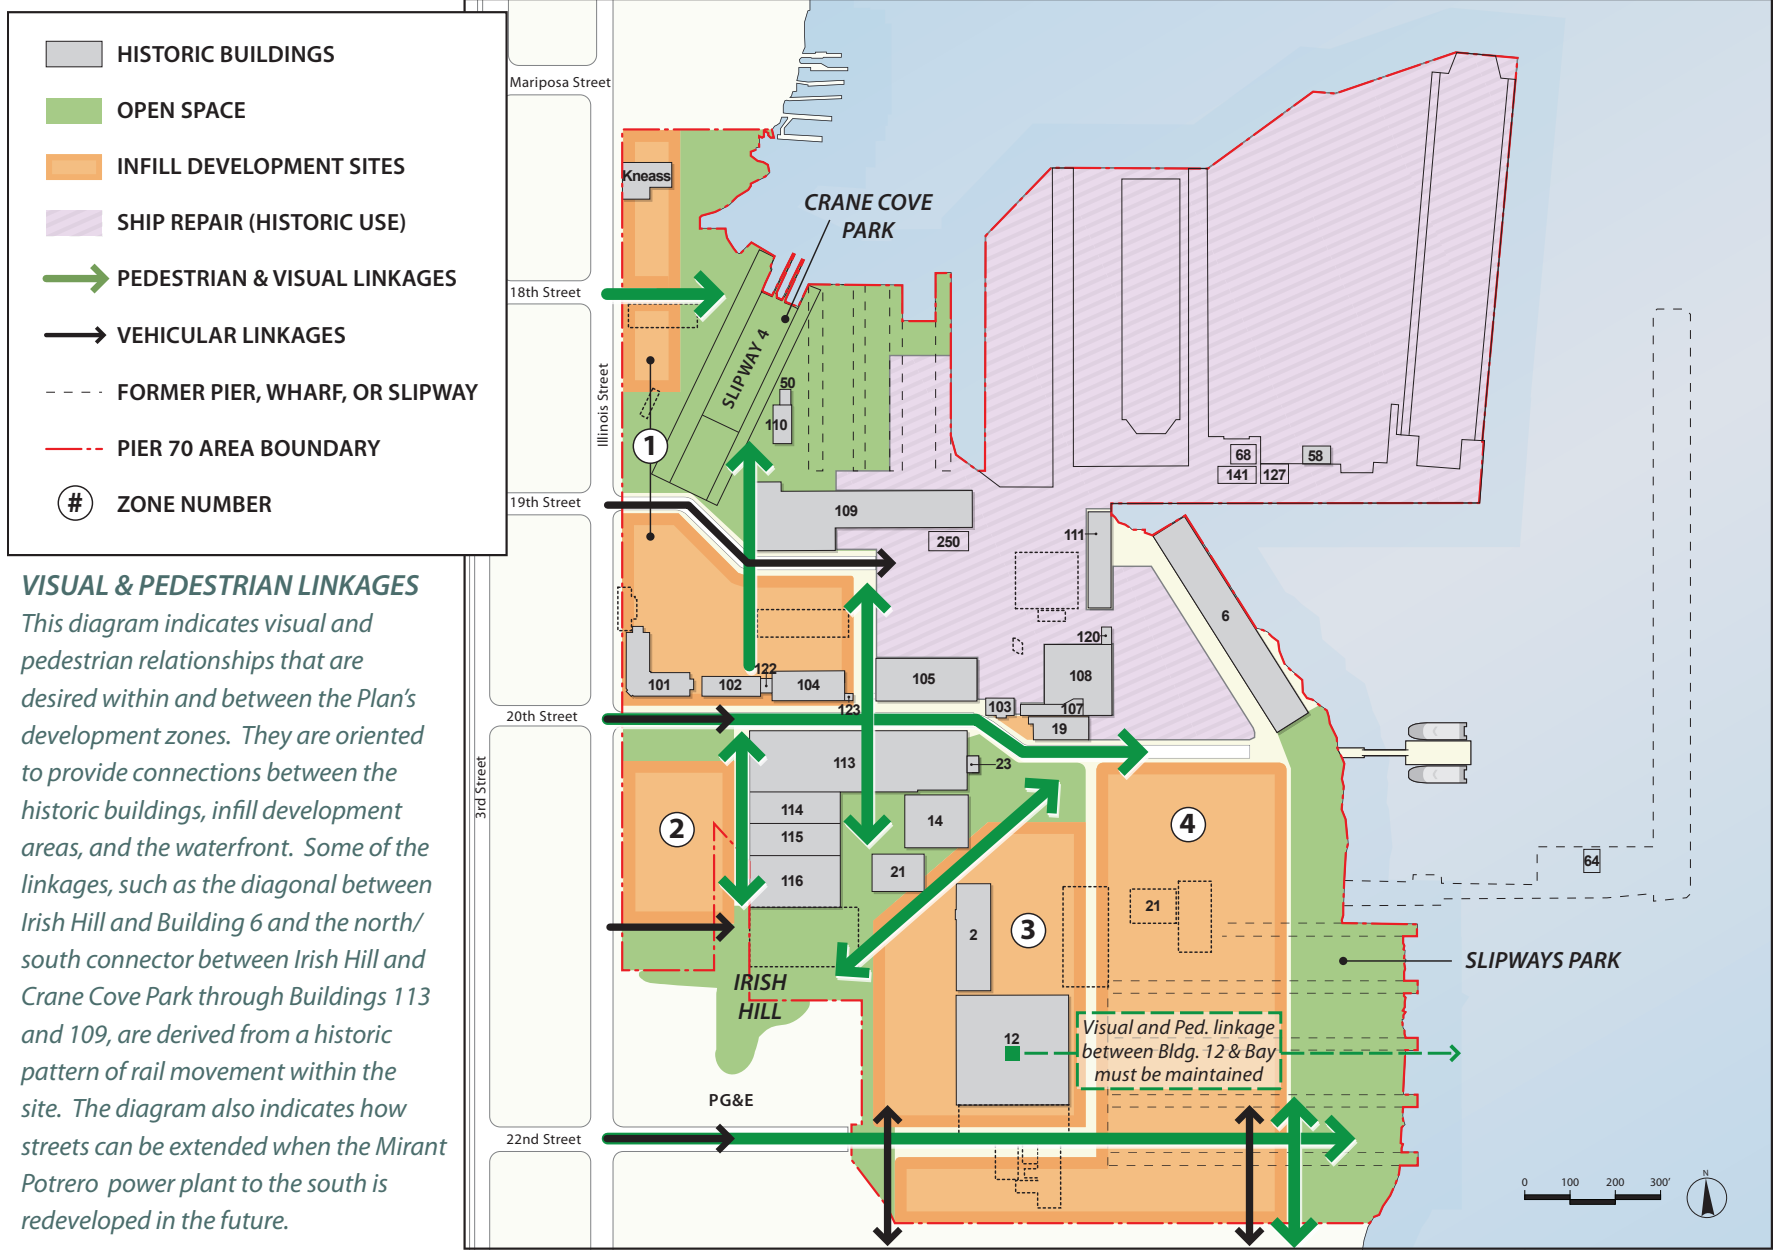 HISTORIC BUILDINGS
OPEN SPACE
INFILL DEVELOPMENT SITES
SHIP REPAIR (HISTORIC USE)
PEDESTRIAN & VISUAL LINKAGES
VEHICULAR LINKAGES
FORMER PIER, WHARF, OR SLIPWAY
PIER 70 AREA BOUNDARY
#
ZONE NUMBER
VISUAL & PEDESTRIAN LINKAGES
This diagram indicates visual and
pedestrian relationships that are
desired within and between the Plan's
development zones.  They are oriented
to provide connections between the
historic buildings, infill development
areas, and the waterfront.  Some of the
linkages, such as the diagonal between
Irish Hill and Building 6 and the north/
south connector between Irish Hill and
Crane Cove Park through Buildings 113
and 109, are derived from a historic
pattern of rail movement within the
site.  The diagram also indicates how
streets can be extended when the Mirant
Potrero  power plant to the south is
redeveloped in the future.
Mariposa Street
Kneass
CRANE COVE
PARK
18th Street
SLIPWAY 4
Illinois Street
50
110
1
68
58
141
127
19th Street
109
250
111
6
120
122
101
102
104
105
108
123
103
107
20th Street
19
3rd Street
113
23
114
2
115
14
4
116
21
64
21
2
3
SLIPWAYS PARK
IRISH
HILL
12
Visual and Ped. linkage
between Bldg. 12 & Bay
must be maintained
PG&E
22nd Street
N
0 100 200 300'